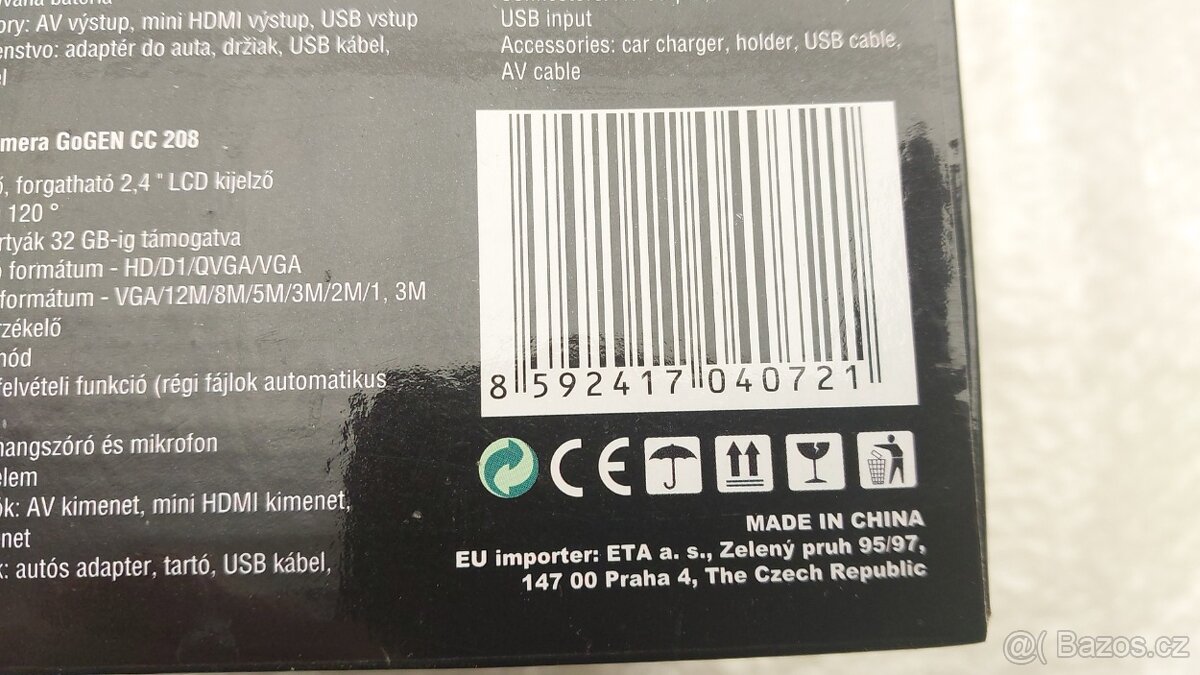 ory: AV výstup, mini HDMI výstup, USB vstup
enstvo: adaptér do auta, držiak, USB kábel,
USB input
Accessories: car charger, holder, USB cable,
AV cable
mera GoGEN CC 208
ő, forgatható 2,4 " LCD kijelző
120 °
rtyák 32 GB-ig támogatva
formátum - HD/D1/QVGA/VGA
formátum - VGA/12M/8M/5M/3M/2M/1, 3M
rzékelő
nód
felvételi funkció (régi fájlok automatikus
hangszóró és mikrofon
elem
ók: AV kimenet, mini HDMI kimenet,
net
k: autós adapter, tartó, USB kábel,
8 592417 040721
CE
MADE IN CHINA
EU importer: ETA a. s., Zelený pruh 95/97,
147 00 Praha 4, The Czech Republic
@( Bazos.cz